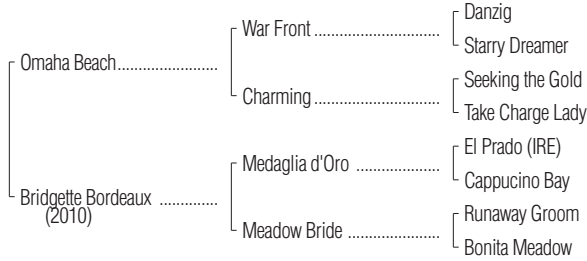 Danzig
War Front ..............................
Starry Dreamer
Omaha Beach........................
Seeking the Gold
Charming ..............................
Take Charge Lady
El Prado (IRE)
Medaglia d'Oro ....................
Cappucino Bay
Bridgette Bordeaux ..............
(2010)
Runaway Groom
Meadow Bride ......................
Bonita Meadow